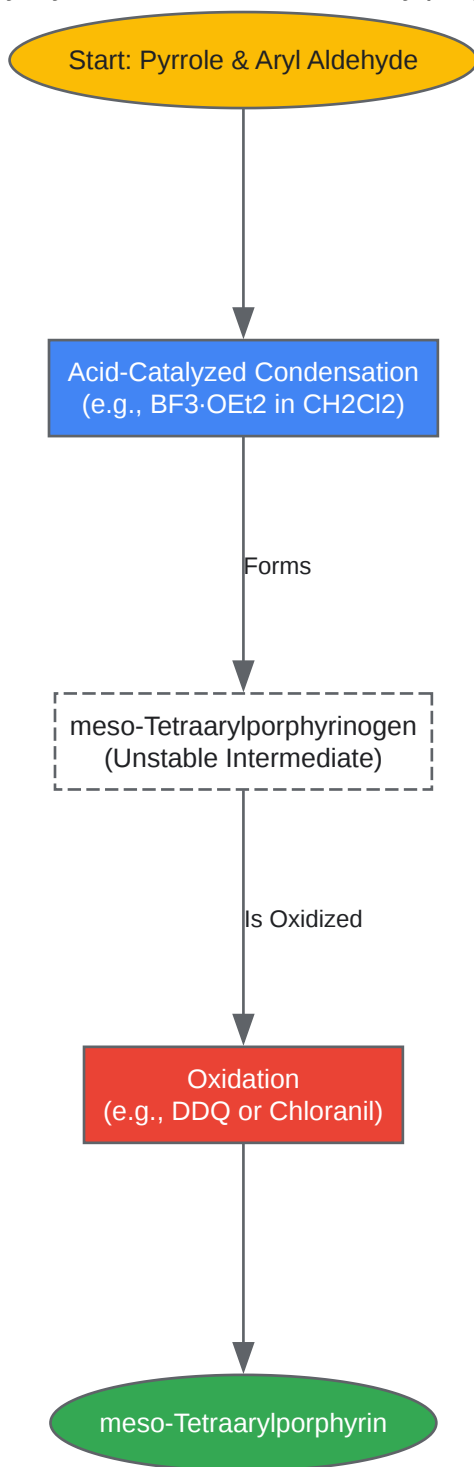 Start: Pyrrole & Aryl Aldehyde
Acid-Catalyzed Condensation
(e.g., BF3·OEt2 in CH2Cl2)
Forms
meso-Tetraarylporphyrinogen
(Unstable Intermediate)
Is Oxidized
Oxidation
(e.g., DDQ or Chloranil)
meso-Tetraarylporphyrin